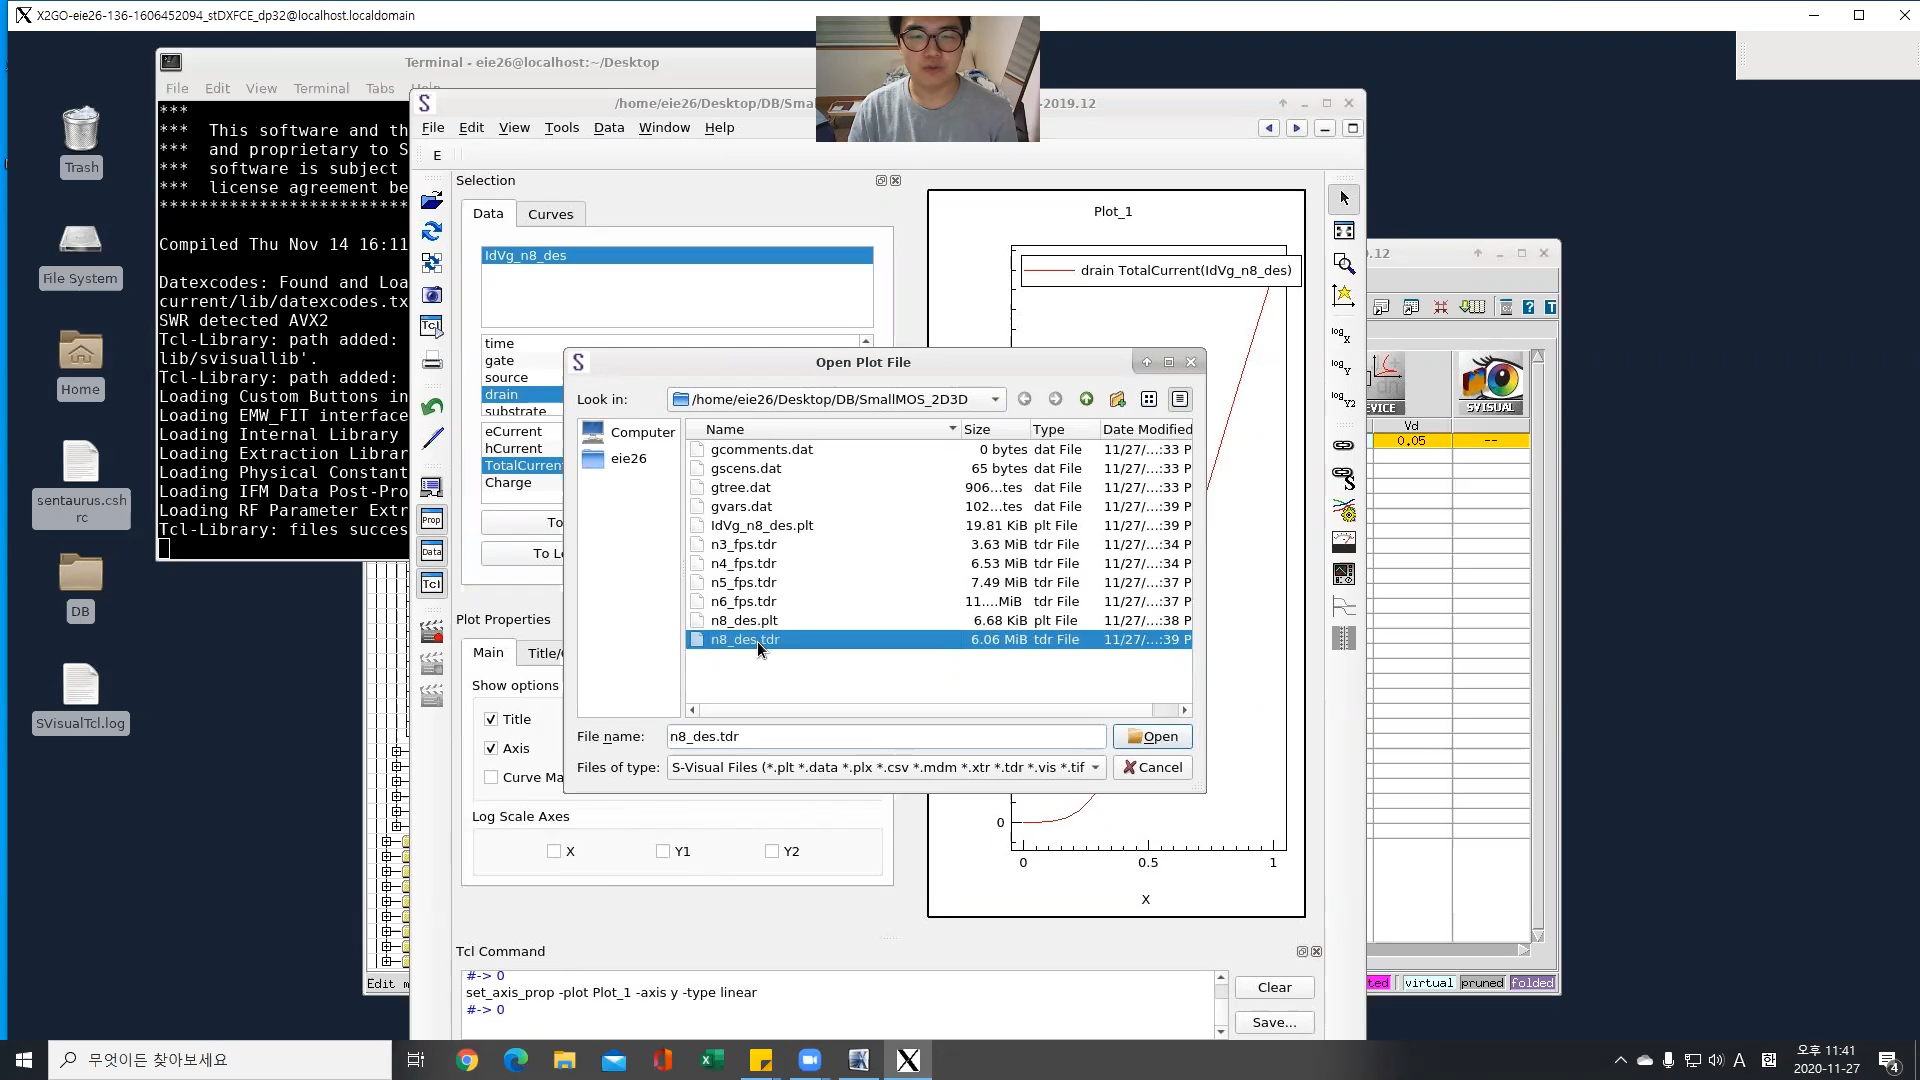 X2GO-eie26-136-1606452094_stDXFCE_dp32@localhost.localdomain
Terminal - eie26@localhost:~/Desktop
File Edit View Terminal Tabs
***
*** This software and th
*** and proprietary to S
*** software is subject
*** license agreement be
***************************
Compiled Thu Nov 14 16:11
Datexcodes: Found and Loa
current/lib/datexcodes.tx
SWR detected AVX2
Tcl-Library: path added:
lib/svisuallib'.
Tcl-Library: path added:
Loading Custom Buttons in
Loading EMW_FIT interface
Loading Internal Library
Loading Extraction Librar
Loading Physical Constant
Loading IFM Data Post-Pro
Loading RF Parameter Extr
Tcl-Library: files succes
Trash
File System
Home
sentaurus.csh
rc
DB
SVisualTcl.log
/home/eie26/Desktop/DB/Sma
-2019.12
File Edit View Tools Data Window Help
E
Selection
Data Curves
IdVg_n8_des
time
gate
source
drain
substrate
eCurrent
hCurrent
TotalCurren
Charge
To
To L
Plot Properties
Main Title/
Show options
Title
Axis
Curve Ma
Log Scale Axes
X Y1 Y2
Tcl
Prop
Data
Tcl
Plot_1
drain TotalCurrent(IdVg_n8_des)
0
0 0.5 1
X
log X
log Y
log Y2
Open Plot File
Look in: /home/eie26/Desktop/DB/SmallMOS_2D3D
Computer
eie26
Name Size Type Date Modified
gcomments.dat 0 bytes dat File 11/27/...:33 P
gscens.dat 65 bytes dat File 11/27/...:33 P
gtree.dat 906...tes dat File 11/27/...:33 P
gvars.dat 102...tes dat File 11/27/...:39 P
IdVg_n8_des.plt 19.81 KiB plt File 11/27/...:39 P
n3_fps.tdr 3.63 MiB tdr File 11/27/...:34 P
n4_fps.tdr 6.53 MiB tdr File 11/27/...:34 P
n5_fps.tdr 7.49 MiB tdr File 11/27/...:37 P
n6_fps.tdr 11....MiB tdr File 11/27/...:37 P
n8_des.plt 6.68 KiB plt File 11/27/...:38 P
n8_des.tdr 6.06 MiB tdr File 11/27/...:39 P
File name: n8_des.tdr Open
Files of type: S-Visual Files (*.plt *.data *.plx *.csv *.mdm *.xtr *.tdr *.vis *.tif Cancel
Tcl Command
#-> 0
set_axis_prop -plot Plot_1 -axis y -type linear
#-> 0
Clear
Save...
.12
EVICE SVISUAL
Vd
0.05 --
Edit m
ted virtual pruned folded
무엇이든 찾아보세요
A 한
오후 11:41
2020-11-27
4